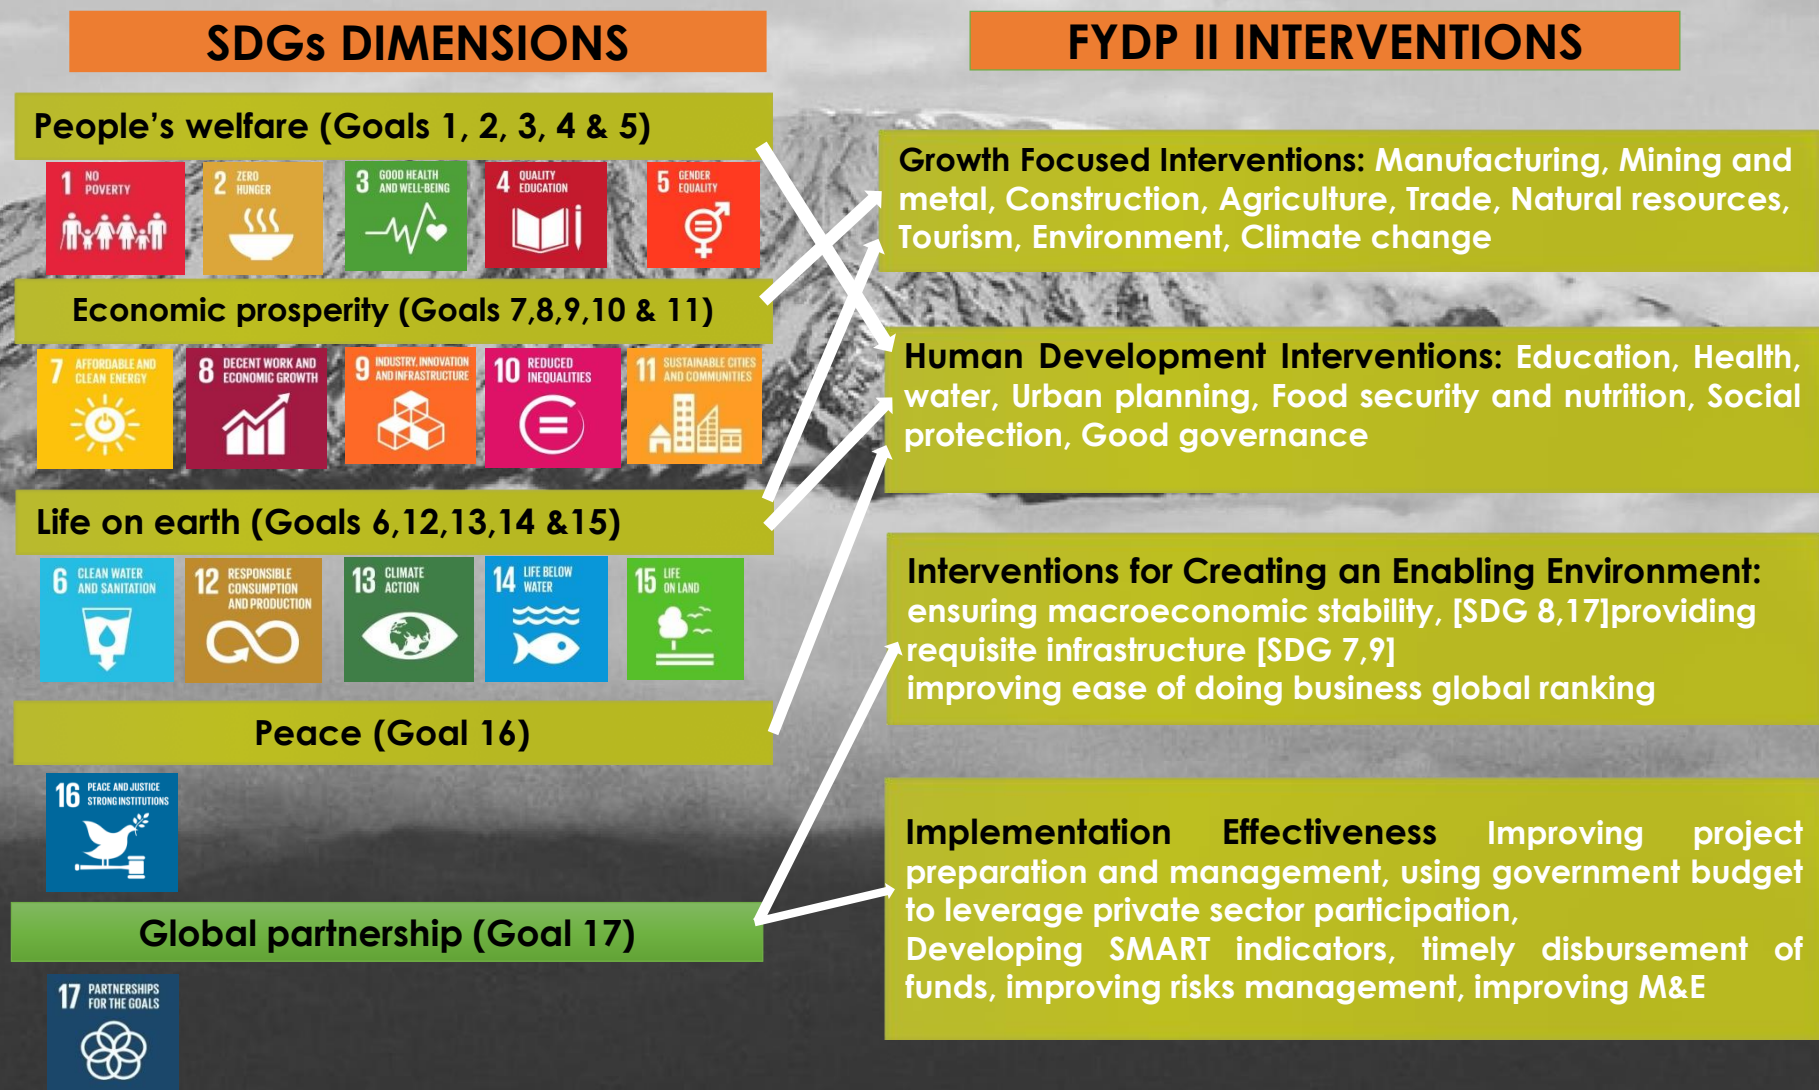 SDGs DIMENSIONS
People's welfare (Goals 1, 2, 3, 4 & 5)
1 NO
POVERTY
2 ZERO
HUNGER
3 GOOD HEALTH
AND WELL-BEING
4 QUALITY
EDUCATION
5 GENDER
EQUALITY
Economic prosperity (Goals 7,8,9,10 & 11)
7 AFFORDABLE AND
CLEAN ENERGY
8 DECENT WORK AND
ECONOMIC GROWTH
9 INDUSTRY, INNOVATION
AND INFRASTRUCTURE
10 REDUCED
INEQUALITIES
11 SUSTAINABLE CITIES
AND COMMUNITIES
Life on earth (Goals 6,12,13,14 &15)
6 CLEAN WATER
AND SANITATION
12 RESPONSIBLE
CONSUMPTION
AND PRODUCTION
13 CLIMATE
ACTION
14 LIFE BELOW
WATER
15 LIFE
ON LAND
Peace (Goal 16)
16 PEACE AND JUSTICE
STRONG INSTITUTIONS
Global partnership (Goal 17)
17 PARTNERSHIPS
FOR THE GOALS
FYDP II INTERVENTIONS
Growth Focused Interventions: Manufacturing, Mining and
metal, Construction, Agriculture, Trade, Natural resources,
Tourism, Environment, Climate change
Human Development Interventions: Education, Health,
water, Urban planning, Food security and nutrition, Social
protection, Good governance
Interventions for Creating an Enabling Environment:
ensuring macroeconomic stability, [SDG 8,17]providing
requisite infrastructure [SDG 7,9]
improving ease of doing business global ranking
Implementation Effectiveness Improving project
preparation and management, using government budget
to leverage private sector participation,
Developing SMART indicators, timely disbursement of
funds, improving risks management, improving M&E